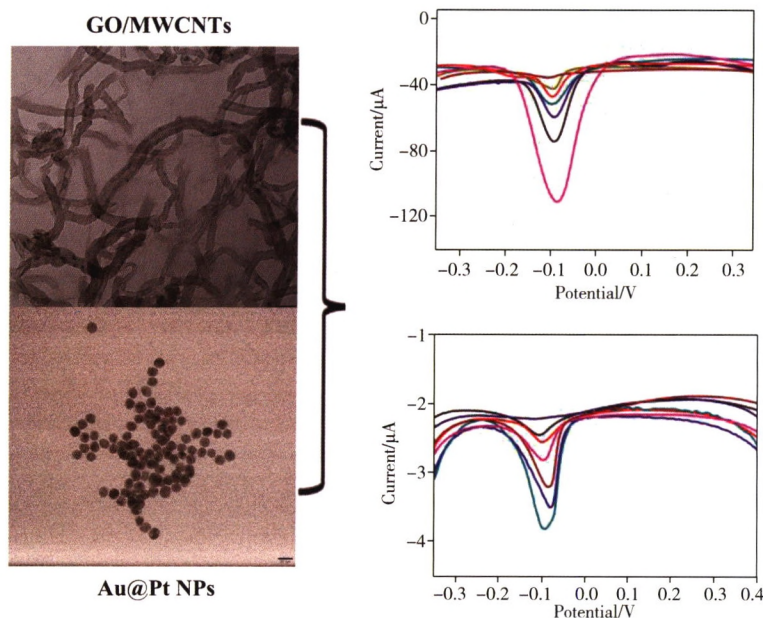 GO/MWCNTs
Au@Pt NPs
0
−40
−80
−120
Current/μA
−0.3 −0.2 −0.1 0.0 0.1 0.2 0.3
Potential/V
−1
−2
−3
−4
Current/μA
−0.3 −0.2 −0.1 0.0 0.1 0.2 0.3 0.4
Potential/V